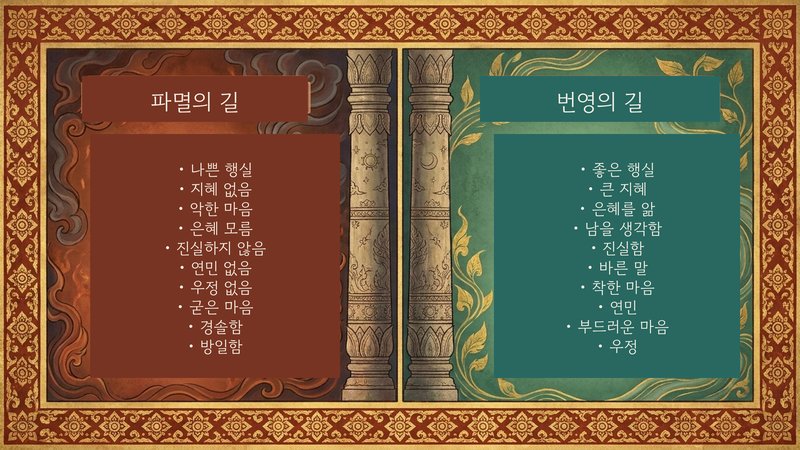 파멸의 길
• 나쁜 행실
• 지혜 없음
• 악한 마음
• 은혜 모름
• 진실하지 않음
• 연민 없음
• 우정 없음
• 굳은 마음
• 경솔함
• 방일함
번영의 길
• 좋은 행실
• 큰 지혜
• 은혜를 앎
• 남을 생각함
• 진실함
• 바른 말
• 착한 마음
• 연민
• 부드러운 마음
• 우정